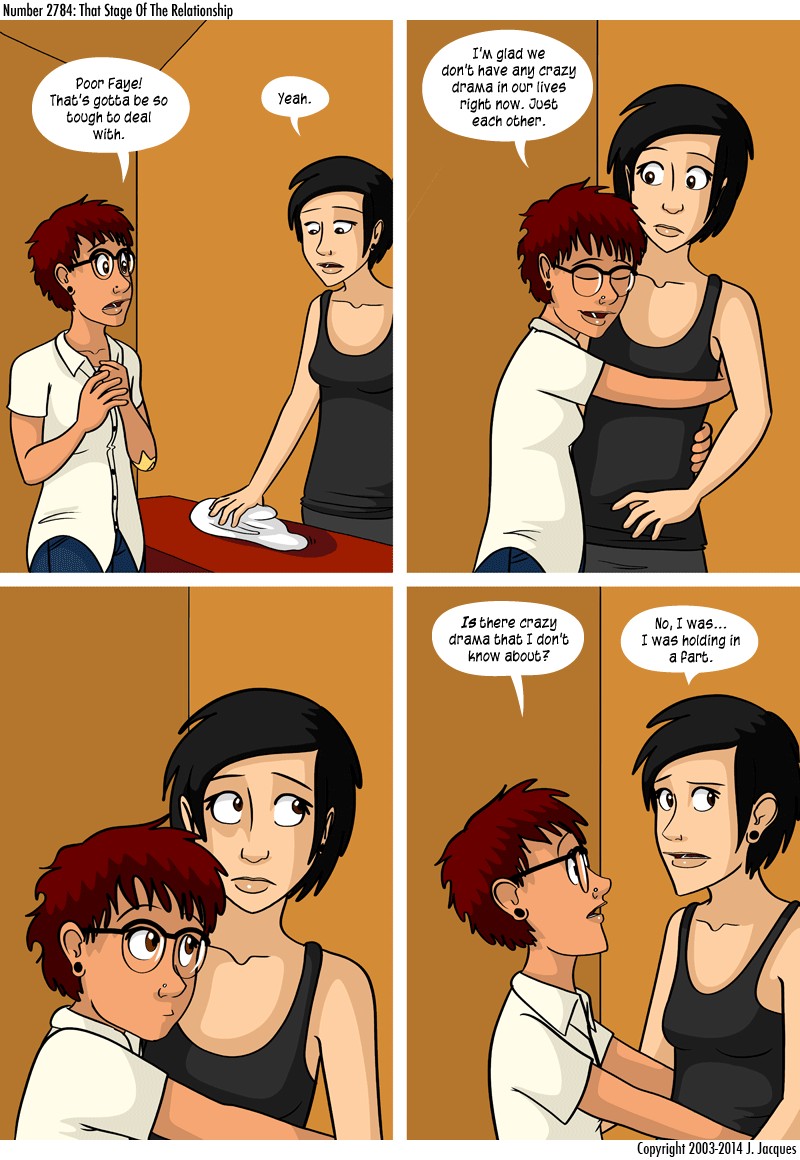 Number 2784: That Stage Of The Relationship
Poor Faye!
That's gotta be so
tough to deal
with.
Yeah.
I'm glad we
don't have any crazy
drama in our lives
right now. Just
each other.
Is there crazy
drama that I don't
know about?
No, I was...
I was holding in
a fart.
Copyright 2003-2014 J. Jacques